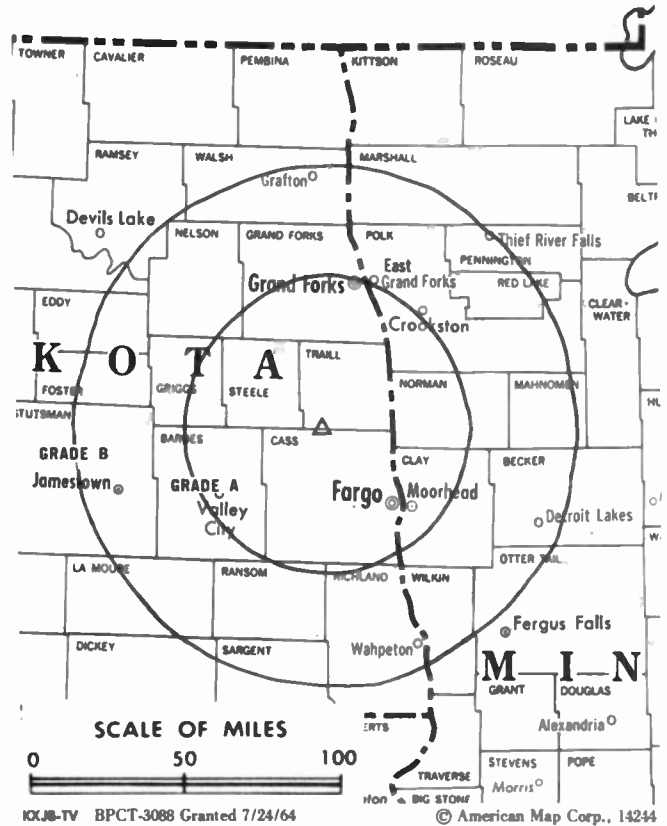 TOWNER
CAVALIER
PEMBINA
KITTSON
ROSEAU
LAKE
TH
RAMSEY
WALSH
MARSHALL
Grafton
BELTR
Devils Lake
NELSON
GRAND FORKS
POLK
Thief River Falls
PENNINGTON
East
Grand Forks
Grand Forks
RED LAKE
EDDY
CLEAR-
WATER
Crookston
TRAILL
K O T A
NORMAN
MAHNOMEN
FOSTER
GRIGGS
STEELE
HU
STUTSMAN
BARNES
CASS
GRADE B
CLAY
BECKER
Jamestown
GRADE A
Fargo
Moorhead
Valley
City
Detroit Lakes
W
OTTER TAIL
LA MOURE
RANSOM
RICHLAND
WILKIN
Fergus Falls
DICKEY
SARGENT
Wahpeton
M I N
GRANT
DOUGLAS
SCALE OF MILES
ERTS
Alexandria
0 50 100
STEVENS
POPE
TRAVERSE
Morris
BIG STONE
KXJB-TV BPCT-3088 Granted 7/24/64
© American Map Corp., 14244